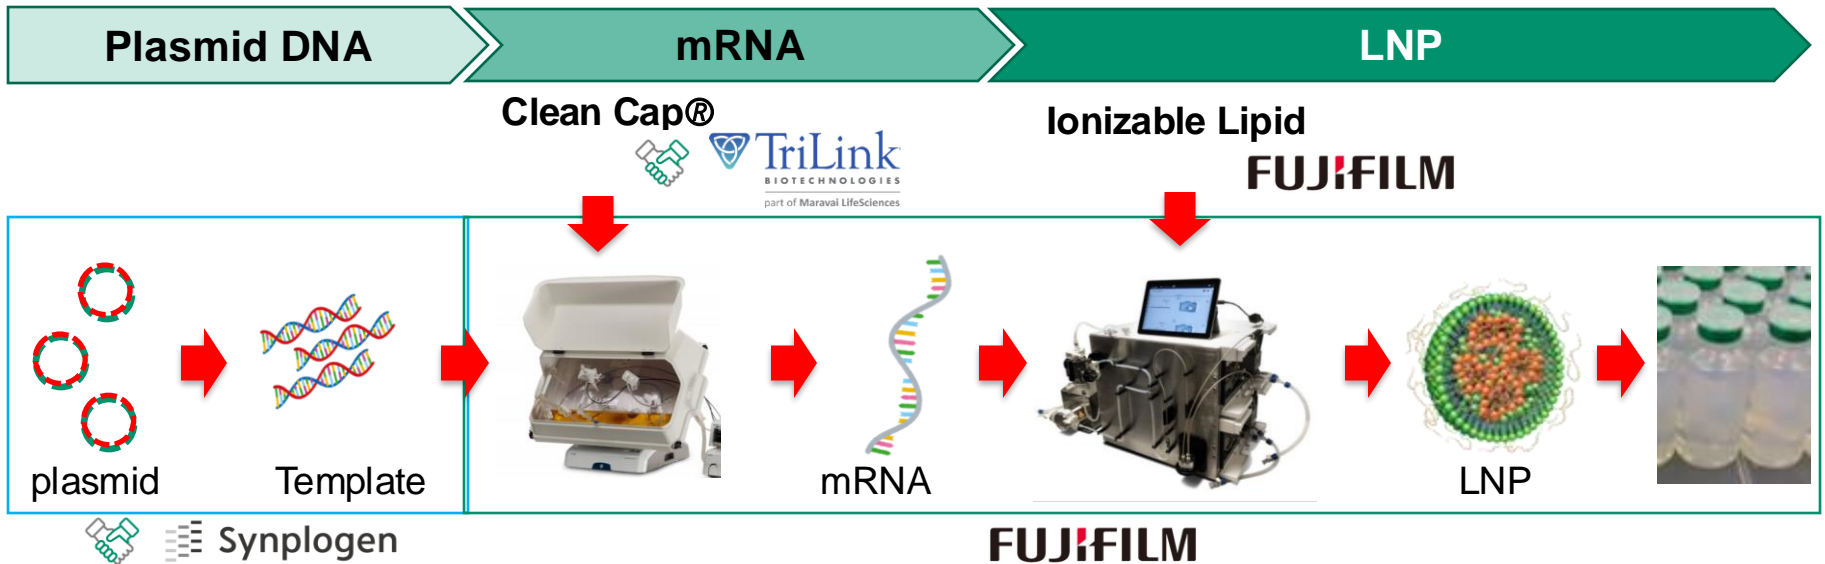 Plasmid DNA
mRNA
LNP
Clean Cap®
TriLink
BIOTECHNOLOGIES
part of Maravai LifeSciences
Ionizable Lipid
FUJIFILM
plasmid
Template
mRNA
LNP
Synplogen
FUJIFILM